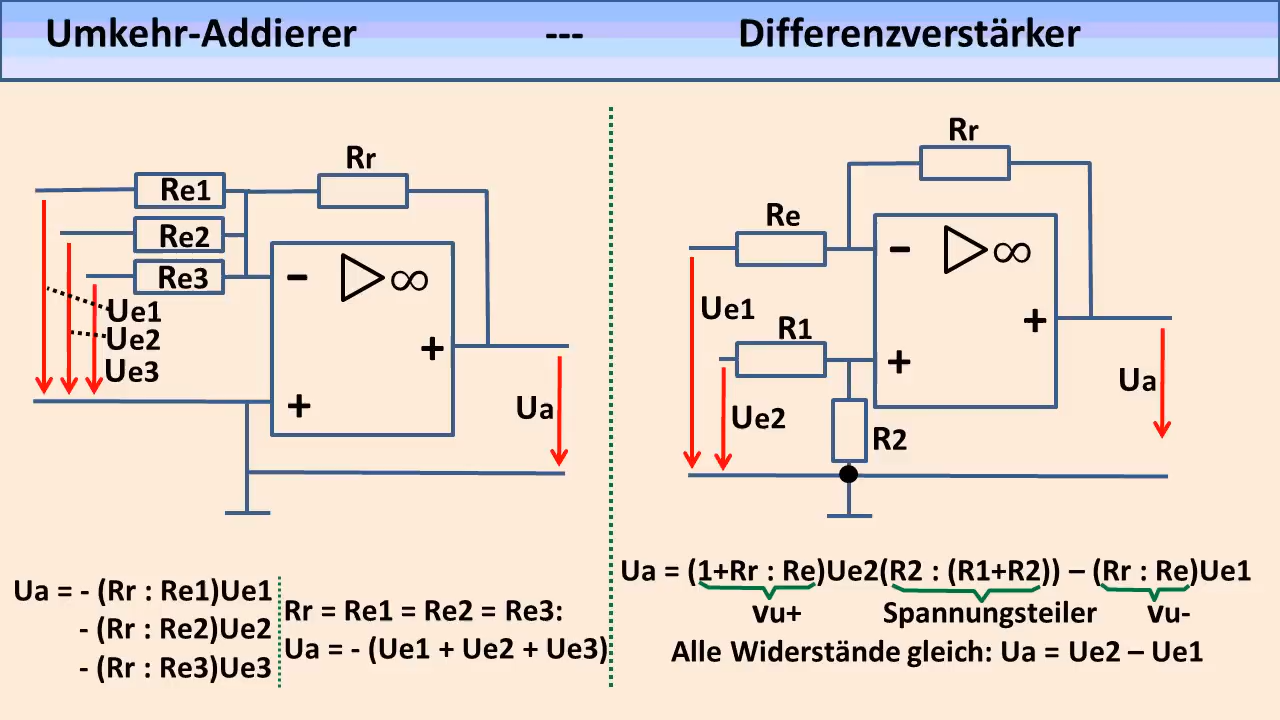 Umkehr-Addierer --- Differenzverstärker
Rr
Re1
Re2
Re3
- ∞
Ue1
Ue2
Ue3
+
+
Ua
Ua = - (Rr : Re1)Ue1
- (Rr : Re2)Ue2
- (Rr : Re3)Ue3
Rr = Re1 = Re2 = Re3:
Ua = - (Ue1 + Ue2 + Ue3)
Rr
Re
- ∞
Ue1
R1
+
+
Ua
Ue2
R2
Ua = (1+Rr : Re)Ue2(R2 : (R1+R2)) – (Rr : Re)Ue1
vu+ Spannungsteiler vu-
Alle Widerstände gleich: Ua = Ue2 – Ue1